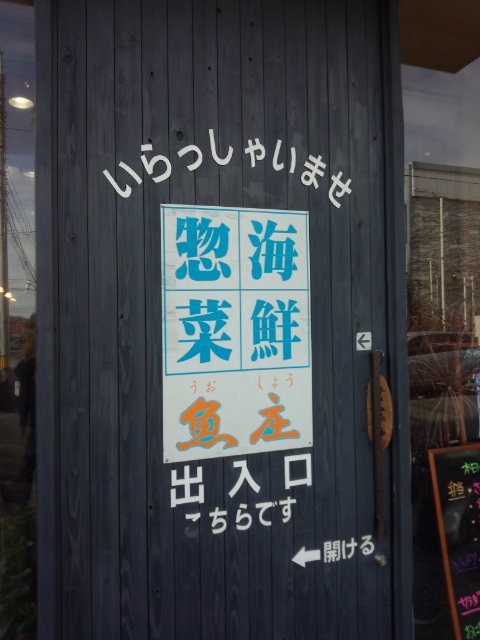 いらっしゃいませ
海鮮
惣菜
うお しょう
魚庄
出入口
こちらです
←開ける
←